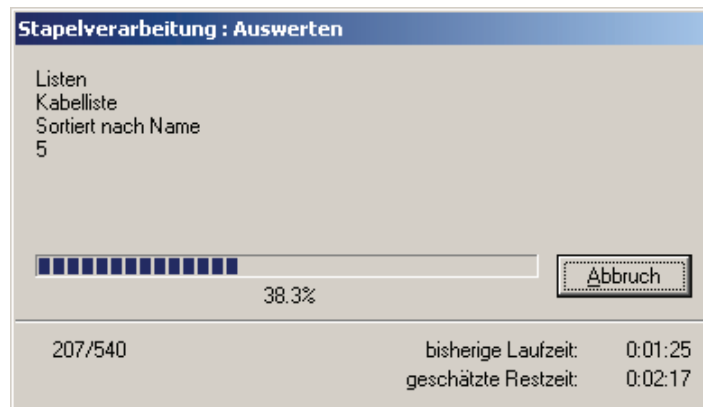 Stapelverarbeitung : Auswerten
Listen
Kabelliste
Sortiert nach Name
5
Abbruch
38.3%
207/540
bisherige Laufzeit: 0:01:25
geschätzte Restzeit: 0:02:17